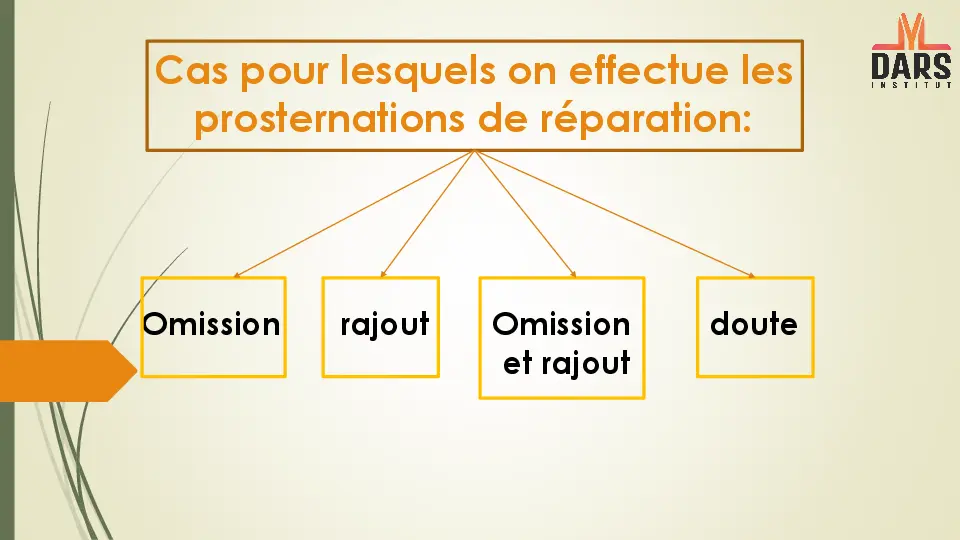 Cas pour lesquels on effectue les
prosternations de réparation:
DARS
INSTITUT
Omission
rajout
Omission
et rajout
doute